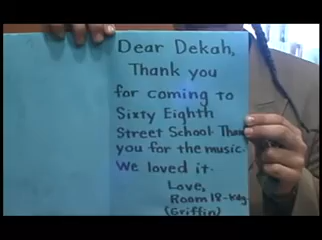 Dear Dekah,
Thank you
for coming to
Sixty Eighth
Street School. Thank
you for the music.
We loved it.
Love,
Room 18-Kdg.
(Griffin)